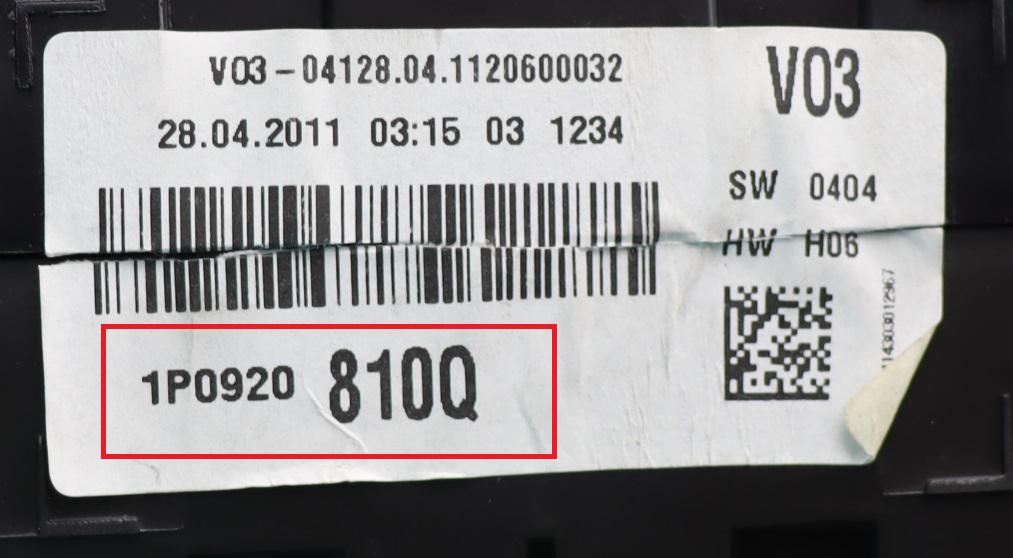 V03-04128.04.1120600032
28.04.2011 03:15 03 1234
V03
SW 0404
HW H06
1P0920 810Q